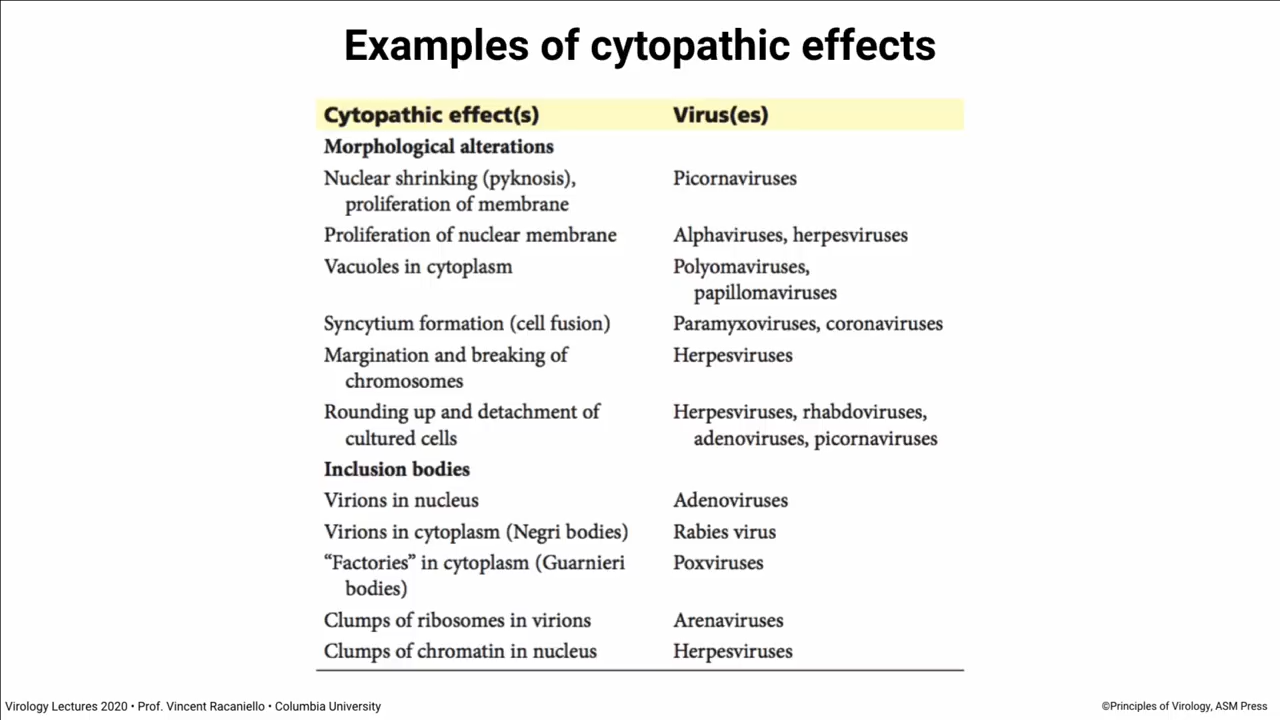 Examples of cytopathic effects
Cytopathic effect(s) Virus(es)
Morphological alterations
Nuclear shrinking (pyknosis), Picornaviruses
proliferation of membrane
Proliferation of nuclear membrane Alphaviruses, herpesviruses
Vacuoles in cytoplasm Polyomaviruses,
papillomaviruses
Syncytium formation (cell fusion) Paramyxoviruses, coronaviruses
Margination and breaking of Herpesviruses
chromosomes
Rounding up and detachment of Herpesviruses, rhabdoviruses,
cultured cells adenoviruses, picornaviruses
Inclusion bodies
Virions in nucleus Adenoviruses
Virions in cytoplasm (Negri bodies) Rabies virus
“Factories” in cytoplasm (Guarnieri Poxviruses
bodies)
Clumps of ribosomes in virions Arenaviruses
Clumps of chromatin in nucleus Herpesviruses
Virology Lectures 2020 • Prof. Vincent Racaniello • Columbia University ©Principles of Virology, ASM Press